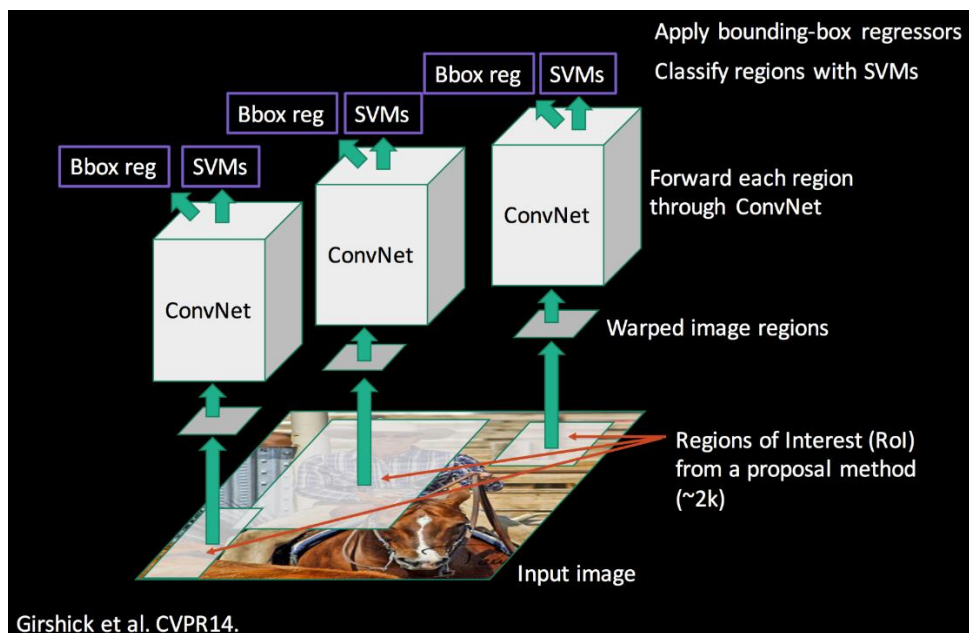 Apply bounding-box regressors
Bbox reg SVMs Classify regions with SVMs
Bbox reg SVMs
Bbox reg SVMs
Forward each region
through ConvNet
ConvNet
ConvNet
ConvNet
Warped image regions
Regions of Interest (RoI)
from a proposal method
(~2k)
Input image
Girshick et al. CVPR14.